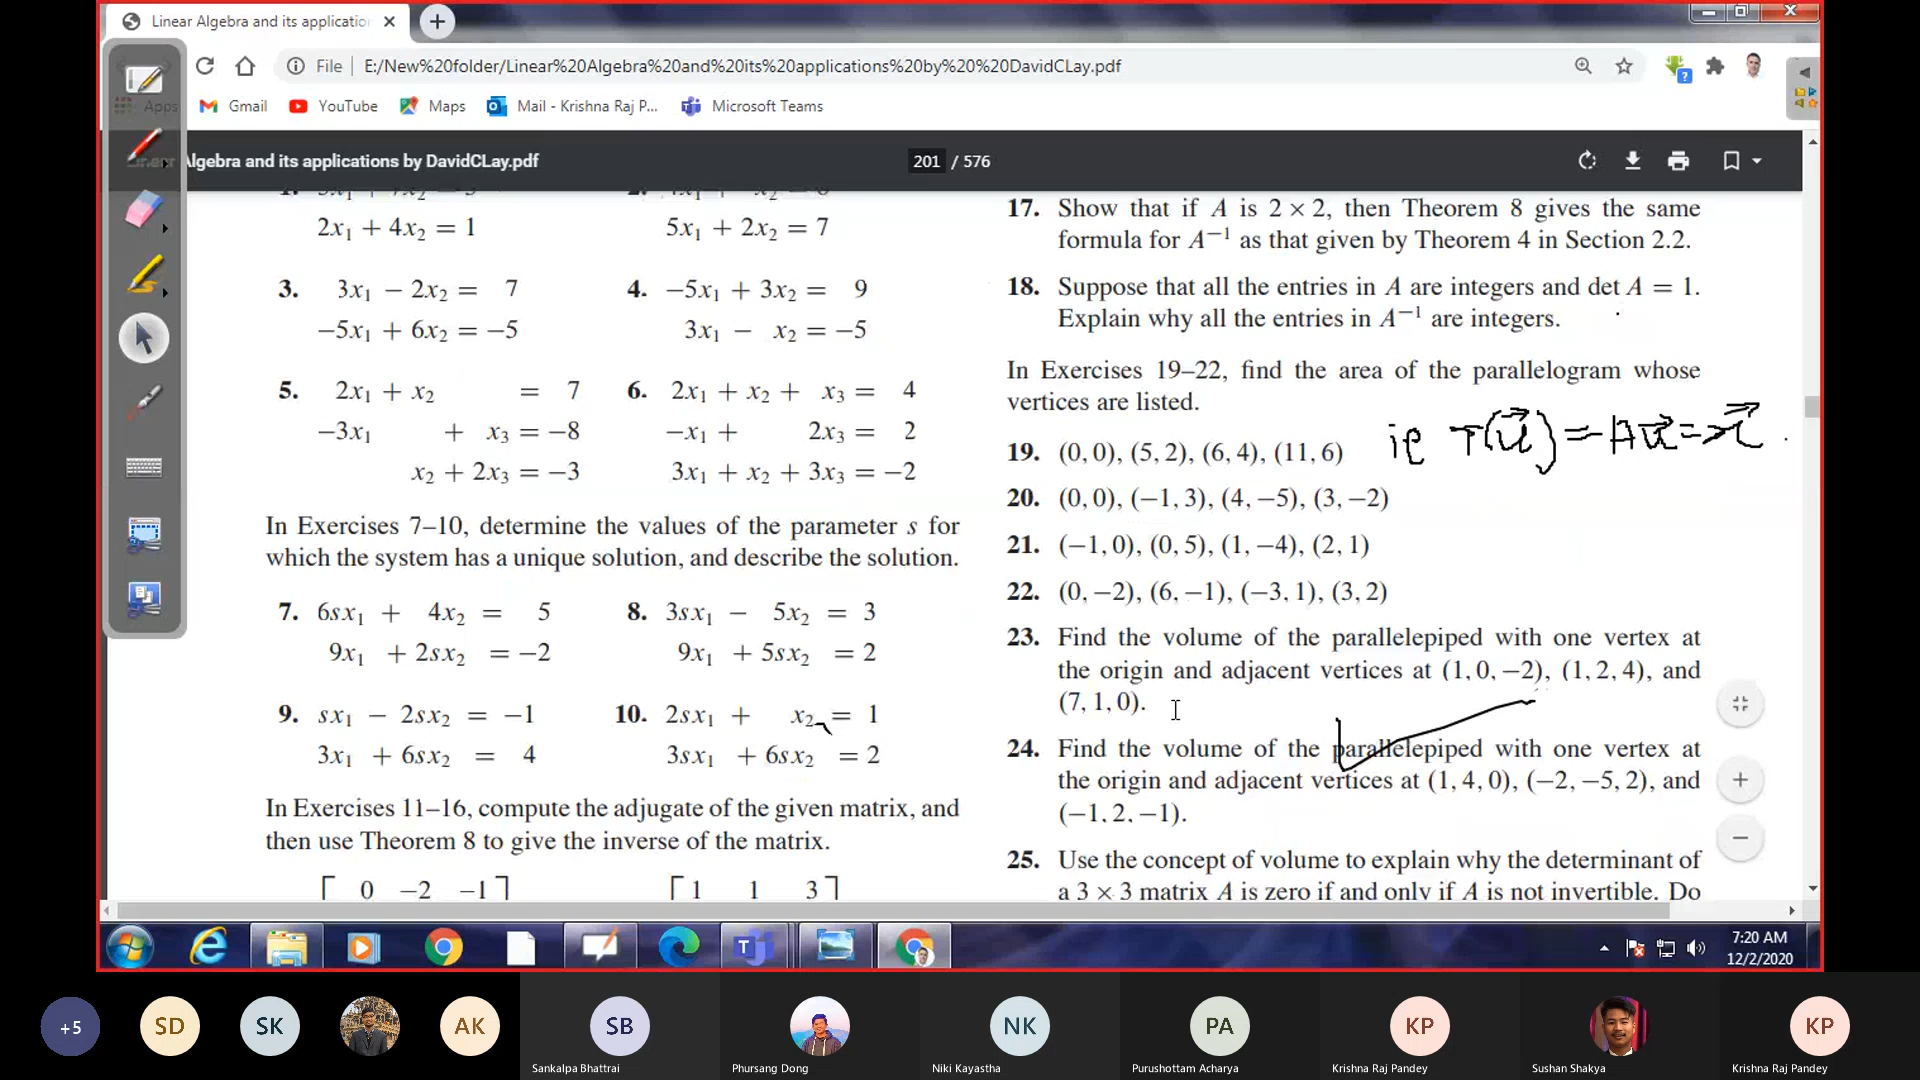 Linear Algebra and its applicatio
File | E:/New%20folder/Linear%20Algebra%20and%20its%20applications%20by%20%20DavidCLay.pdf
Apps Gmail YouTube Maps Mail - Krishna Raj P... Microsoft Teams
Linear Algebra and its applications by DavidCLay.pdf 201 / 576
2x₁ + 4x₂ = 1
5x₁ + 2x₂ = 7
3. 3x₁ − 2x₂ = 7
−5x₁ + 6x₂ = −5
4. −5x₁ + 3x₂ = 9
3x₁ − x₂ = −5
5. 2x₁ + x₂ = 7
−3x₁ + x₃ = −8
x₂ + 2x₃ = −3
6. 2x₁ + x₂ + x₃ = 4
−x₁ + 2x₃ = 2
3x₁ + x₂ + 3x₃ = −2
In Exercises 7–10, determine the values of the parameter s for
which the system has a unique solution, and describe the solution.
7. 6sx₁ + 4x₂ = 5
9x₁ + 2sx₂ = −2
8. 3sx₁ − 5x₂ = 3
9x₁ + 5sx₂ = 2
9. sx₁ − 2sx₂ = −1
3x₁ + 6sx₂ = 4
10. 2sx₁ + x₂ = 1
3sx₁ + 6sx₂ = 2
In Exercises 11–16, compute the adjugate of the given matrix, and
then use Theorem 8 to give the inverse of the matrix.
0 −2 −1
1 1 3
17. Show that if A is 2 × 2, then Theorem 8 gives the same
formula for A⁻¹ as that given by Theorem 4 in Section 2.2.
18. Suppose that all the entries in A are integers and det A = 1.
Explain why all the entries in A⁻¹ are integers.
In Exercises 19–22, find the area of the parallelogram whose
vertices are listed.
19. (0, 0), (5, 2), (6, 4), (11, 6)
ie T(u⃗) = Au⃗ = x⃗
20. (0, 0), (−1, 3), (4, −5), (3, −2)
21. (−1, 0), (0, 5), (1, −4), (2, 1)
22. (0, −2), (6, −1), (−3, 1), (3, 2)
23. Find the volume of the parallelepiped with one vertex at
the origin and adjacent vertices at (1, 0, −2), (1, 2, 4), and
(7, 1, 0).
24. Find the volume of the parallelepiped with one vertex at
the origin and adjacent vertices at (1, 4, 0), (−2, −5, 2), and
(−1, 2, −1).
25. Use the concept of volume to explain why the determinant of
a 3 × 3 matrix A is zero if and only if A is not invertible. Do
7:20 AM
12/2/2020
+5 SD SK AK SB NK PA KP KP
Sankalpa Bhattrai Phursang Dong Niki Kayastha Purushottam Acharya Krishna Raj Pandey Sushan Shakya Krishna Raj Pandey